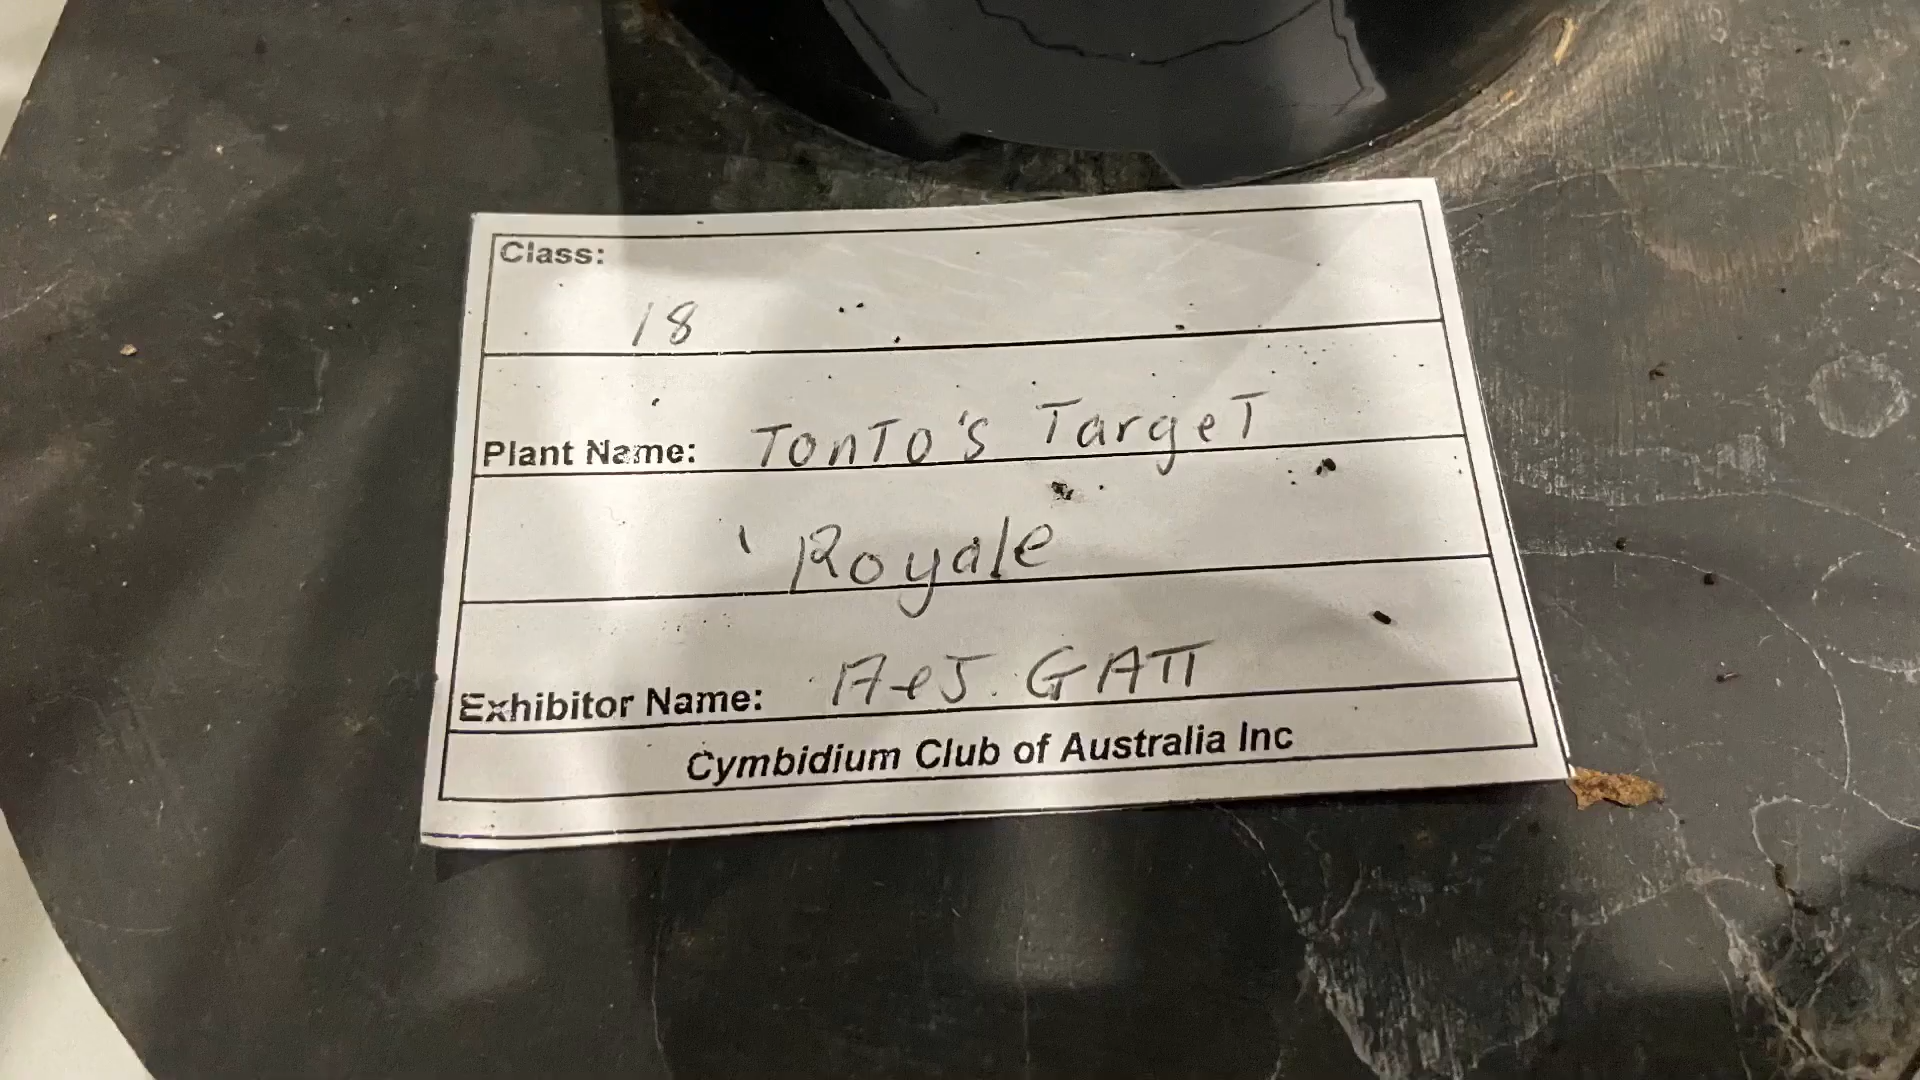 Class:
18
Plant Name: TonTo's TargeT
'Royale
Exhibitor Name: A e J. GATT
Cymbidium Club of Australia Inc